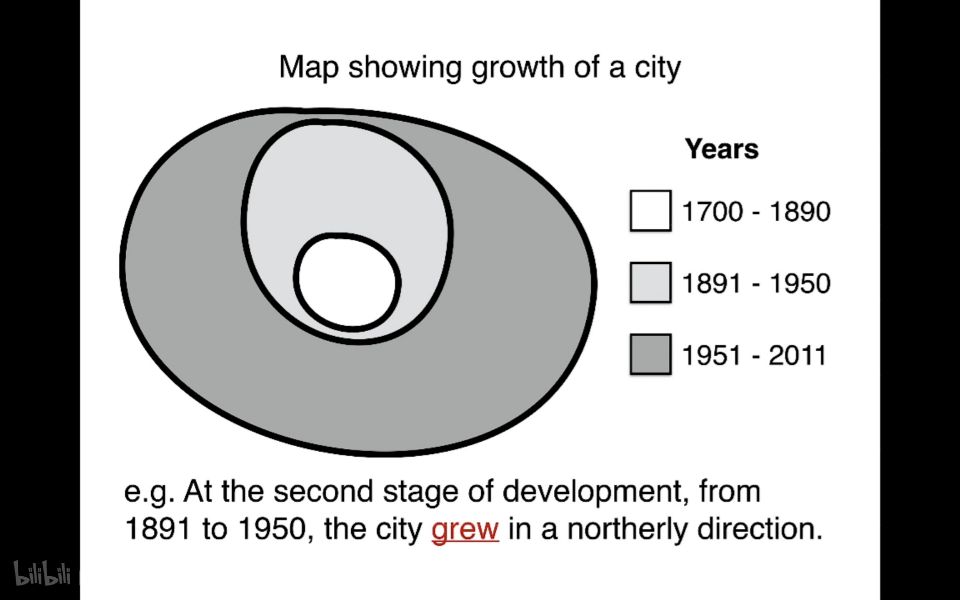 Map showing growth of a city
Years
1700 - 1890
1891 - 1950
1951 - 2011
e.g. At the second stage of development, from
1891 to 1950, the city grew in a northerly direction.
bilibili